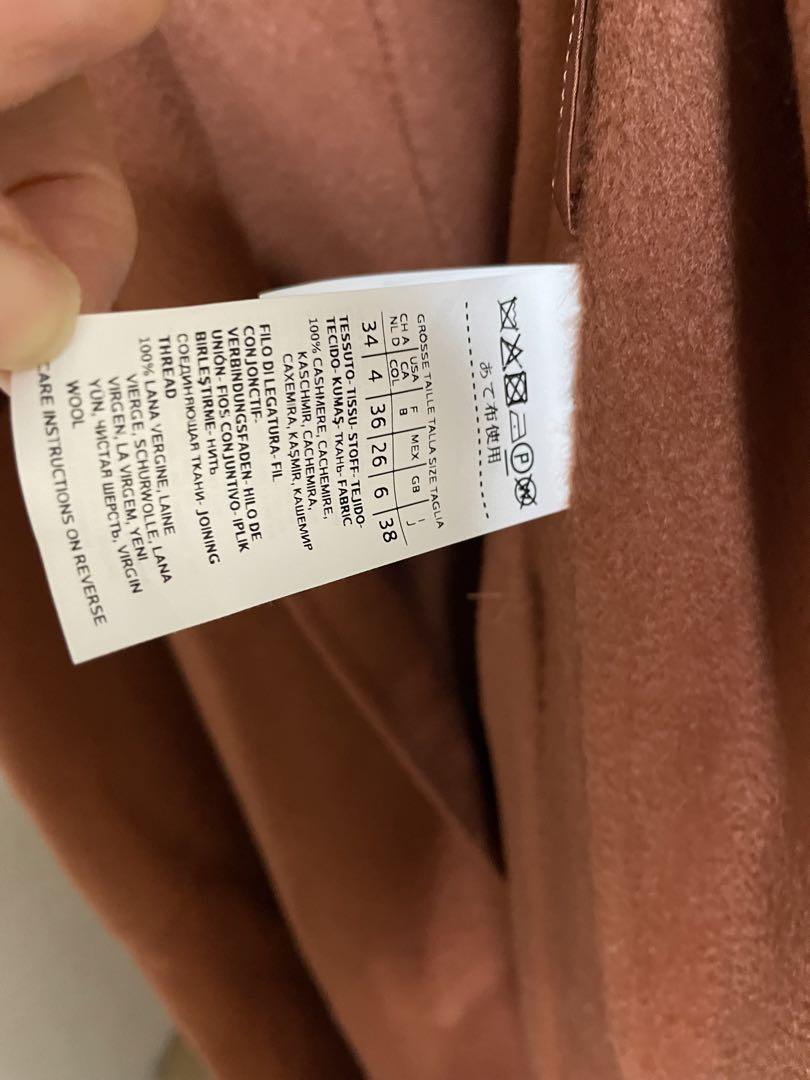 あて布使用
GRÖSSE TAILLE TALLA SIZE TAGLIA
CH A | USA | F | MEX | GB | I
NL D | CA | B | J
COL
34 | 4 | 36 | 26 | 6 | 38
TESSUTO- TISSU- STOFF- TEJIDO-
TECIDO- KUMAŞ- ТКАНЬ- FABRIC
100% CASHMERE, CACHEMIRE,
KASCHMIR, CACHEMIRA,
CAXEMIRA, KAŞMIR, КАШЕМИР
FILO DI LEGATURA- FIL
CONJONCTIF-
VERBINDUNGSFADEN- HILO DE
UNIÓN- FIOS CONJUNTIVO- IPLIK
BIRLEŞTIRME- НИТЬ
СОЕДИНЯЮЩАЯ ТКАНИ- JOINING
THREAD
100% LANA VERGINE, LAINE
VIERGE, SCHURWOLLE, LANA
VIRGEN, LA VIRGEM, YENI
YÜN, ЧИСТАЯ ШЕРСТЬ, VIRGIN
WOOL
CARE INSTRUCTIONS ON REVERSE